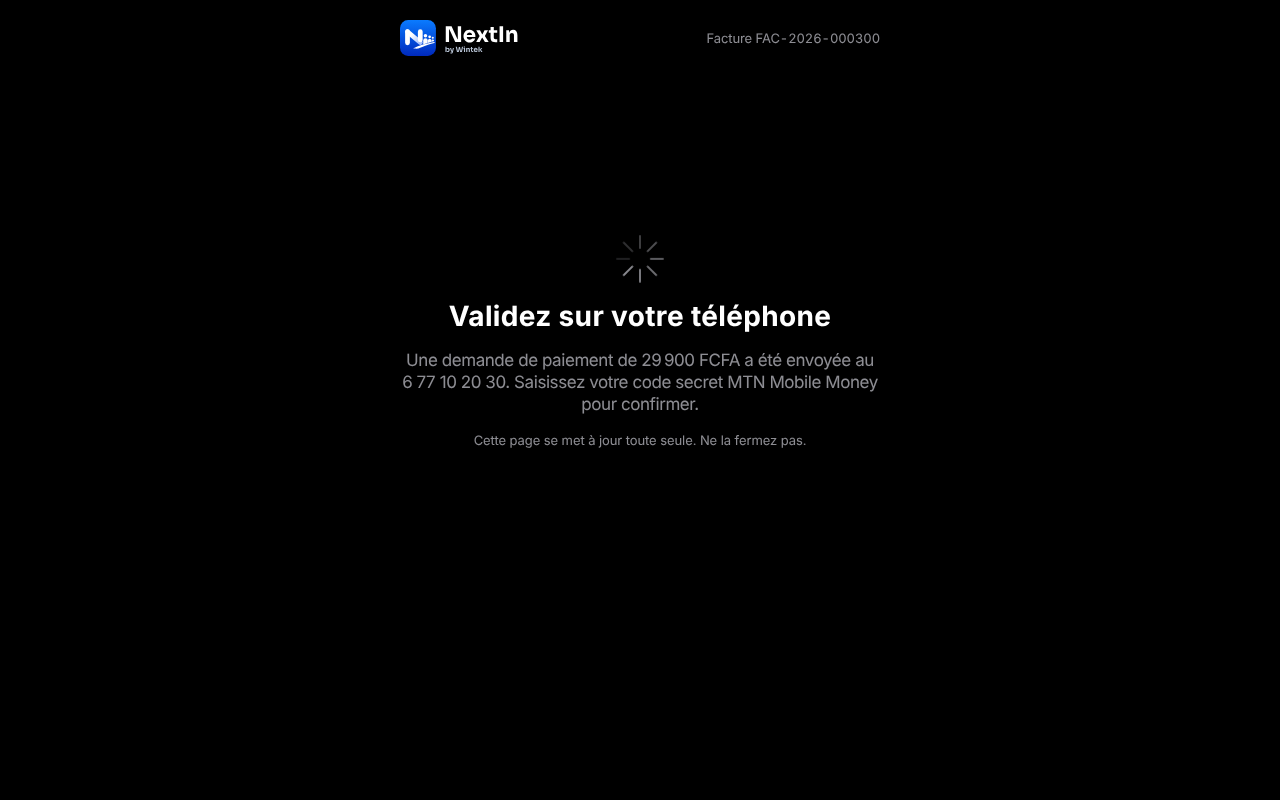 NextIn
by Wintek
Facture FAC-2026-000300
Validez sur votre téléphone
Une demande de paiement de 29 900 FCFA a été envoyée au
6 77 10 20 30. Saisissez votre code secret MTN Mobile Money
pour confirmer.
Cette page se met à jour toute seule. Ne la fermez pas.